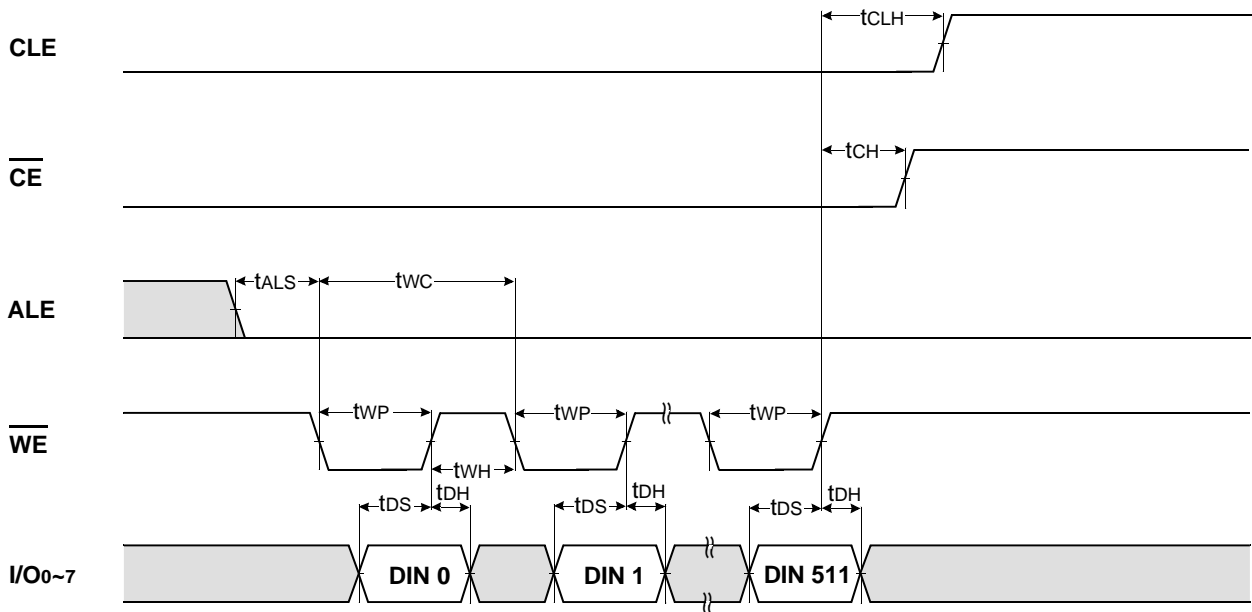 tCLH
CLE
tCH
CE
tALS
tWC
ALE
tWP
tWP
tWP
WE
tWH
tDS
tDH
tDS
tDH
tDS
tDH
I/O0~7
DIN 0
DIN 1
DIN 511